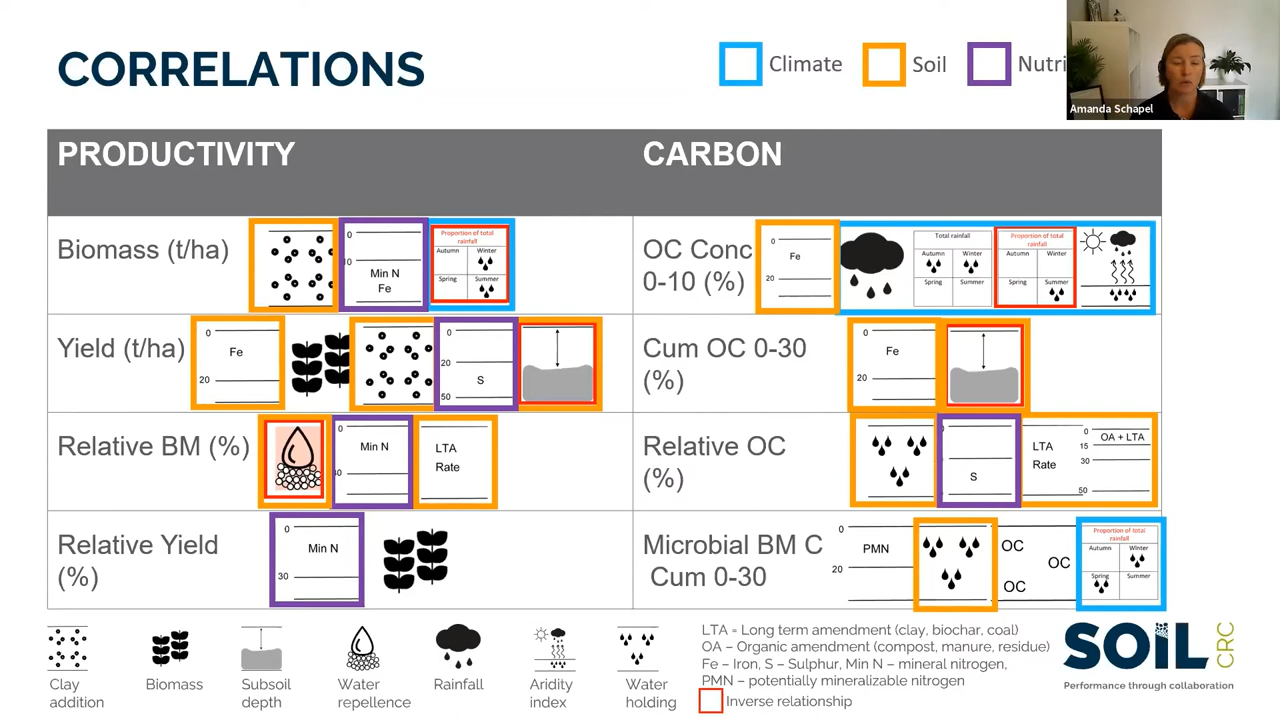 CORRELATIONS
Climate
Soil
Nutri
Amanda Schapel
PRODUCTIVITY
CARBON
Biomass (t/ha)
0
10
Min N
Fe
Proportion of total
rainfall
Autumn
Winter
Spring
Summer
OC Conc
0-10 (%)
0
Fe
20
Total rainfall
Autumn
Winter
Spring
Summer
Proportion of total
rainfall
Autumn
Winter
Spring
Summer
Yield (t/ha)
0
Fe
20
0
20
S
50
Cum OC 0-30
(%)
0
Fe
20
Relative BM (%)
0
Min N
30
LTA
Rate
Relative OC
(%)
0
S
LTA
Rate
0
15
30
50
OA + LTA
Relative Yield
(%)
0
Min N
30
Microbial BM C
Cum 0-30
0
PMN
20
OC
OC
OC
Proportion of total
rainfall
Autumn
Winter
Spring
Summer
Clay
addition
Biomass
Subsoil
depth
Water
repellence
Rainfall
Aridity
index
Water
holding
LTA = Long term amendment (clay, biochar, coal)
OA – Organic amendment (compost, manure, residue)
Fe – Iron, S – Sulphur, Min N – mineral nitrogen,
PMN – potentially mineralizable nitrogen
Inverse relationship
SOIL CRC
Performance through collaboration